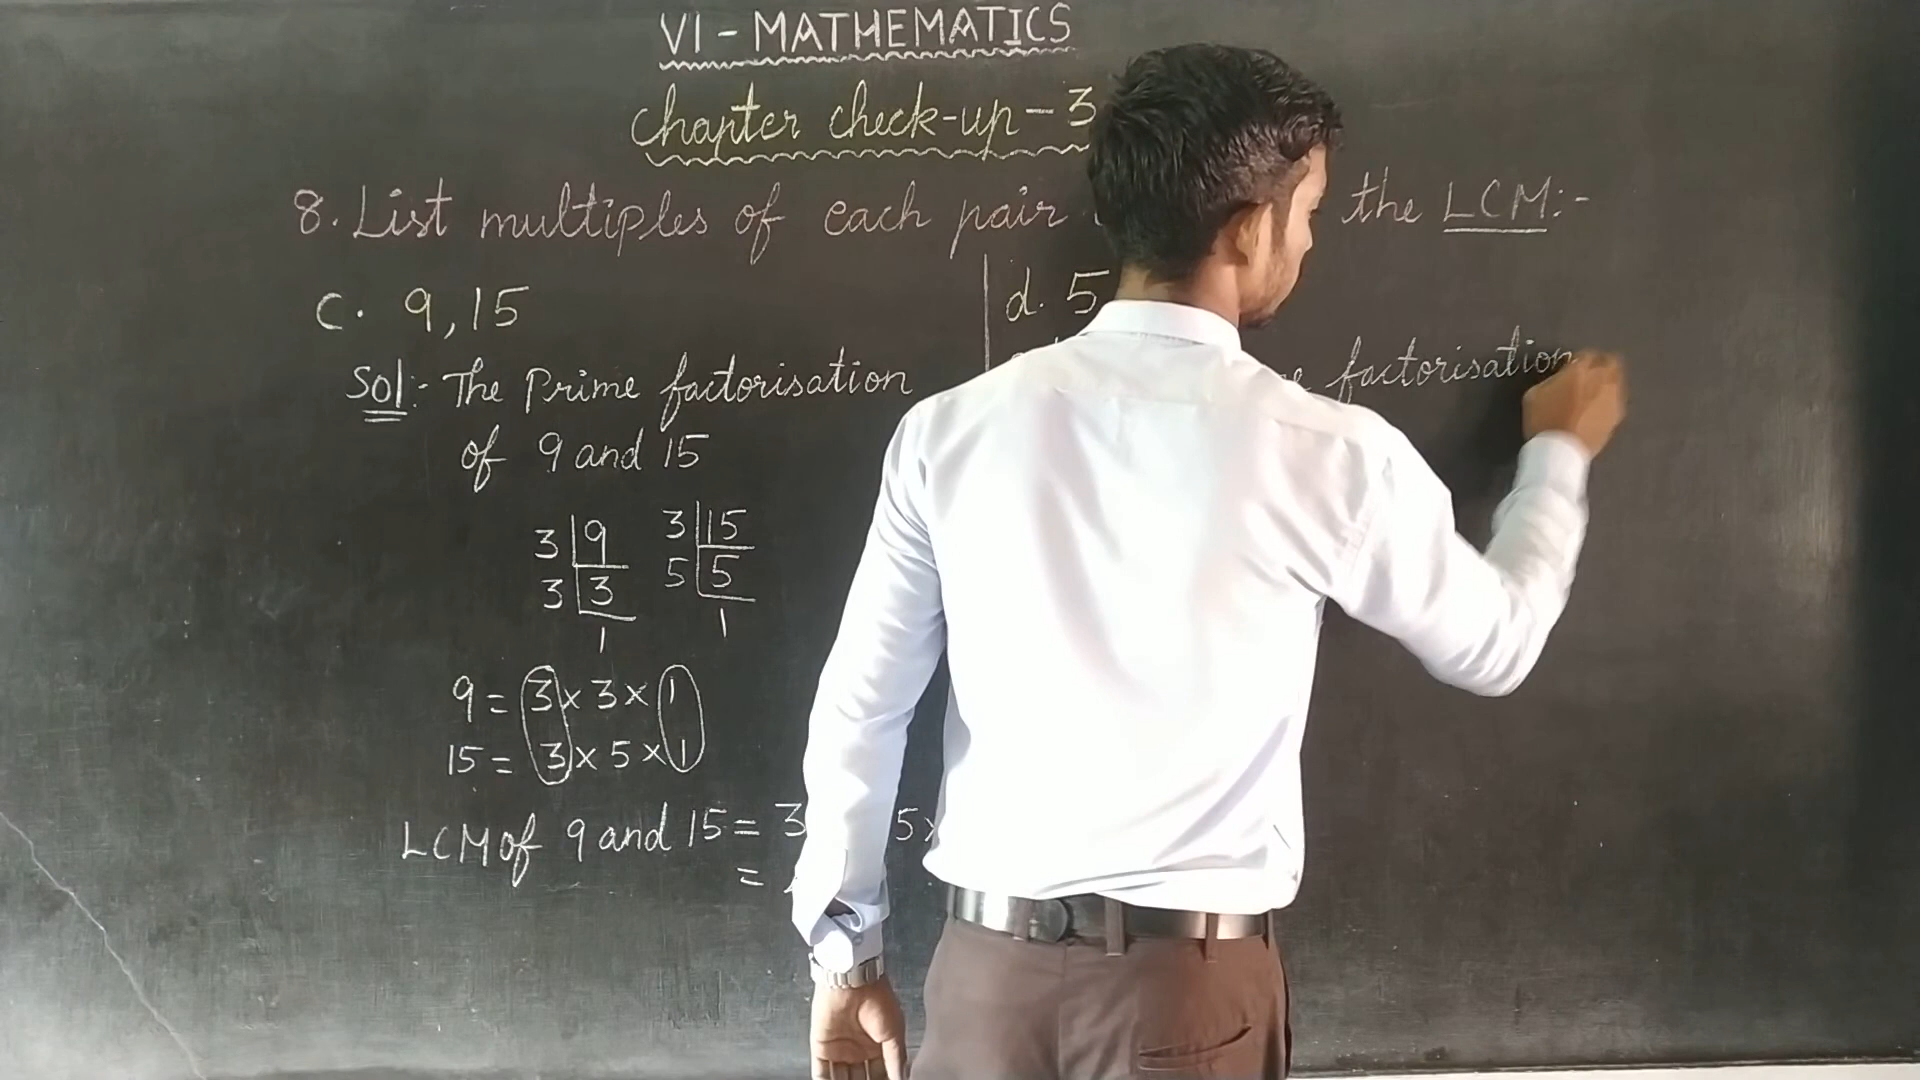 VI - MATHEMATICS
Chapter check-up - 3
8. List multiples of each pair the LCM:-
C. 9, 15
Sol:- The Prime factorisation
of 9 and 15
3 9 3 15
3 3 5 5
1 1
9 = 3 x 3 x 1
15 = 3 x 5 x 1
LCM of 9 and 15 = 3 5 x
=
d. 5
factorisation